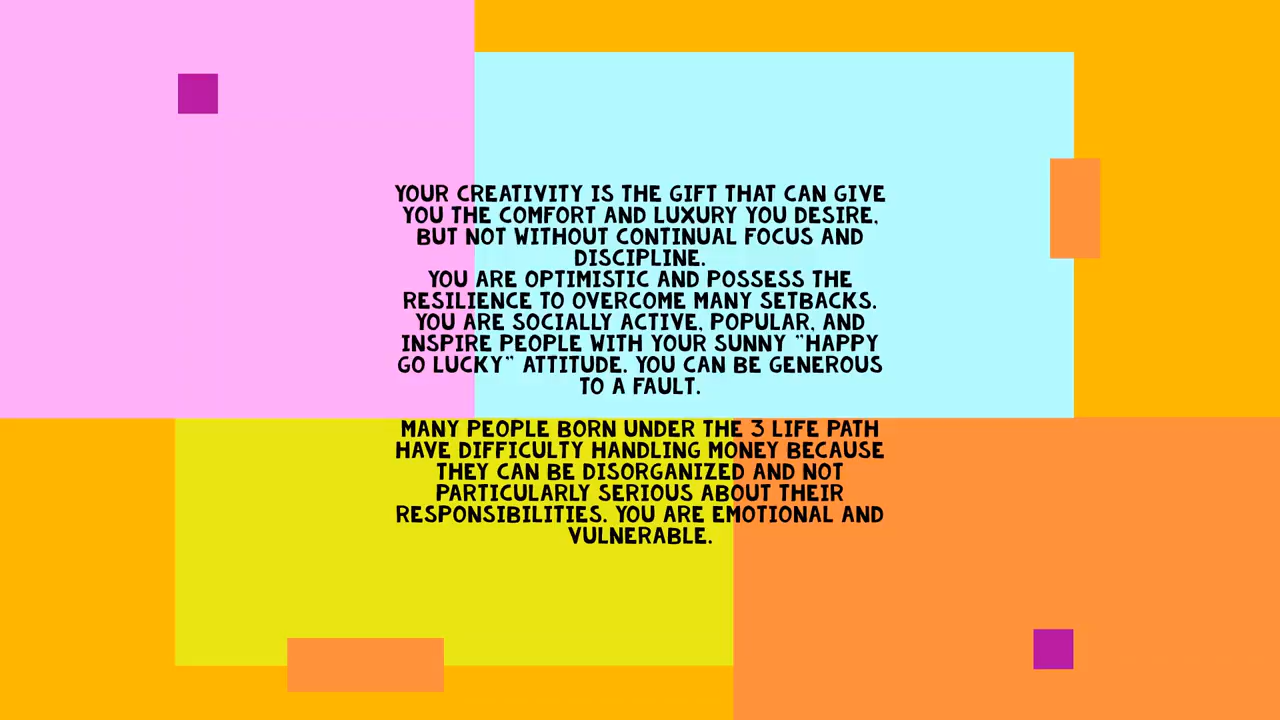 YOUR CREATIVITY IS THE GIFT THAT CAN GIVE
YOU THE COMFORT AND LUXURY YOU DESIRE,
BUT NOT WITHOUT CONTINUAL FOCUS AND
DISCIPLINE.
YOU ARE OPTIMISTIC AND POSSESS THE
RESILIENCE TO OVERCOME MANY SETBACKS.
YOU ARE SOCIALLY ACTIVE, POPULAR, AND
INSPIRE PEOPLE WITH YOUR SUNNY "HAPPY
GO LUCKY" ATTITUDE. YOU CAN BE GENEROUS
TO A FAULT.
MANY PEOPLE BORN UNDER THE 3 LIFE PATH
HAVE DIFFICULTY HANDLING MONEY BECAUSE
THEY CAN BE DISORGANIZED AND NOT
PARTICULARLY SERIOUS ABOUT THEIR
RESPONSIBILITIES. YOU ARE EMOTIONAL AND
VULNERABLE.